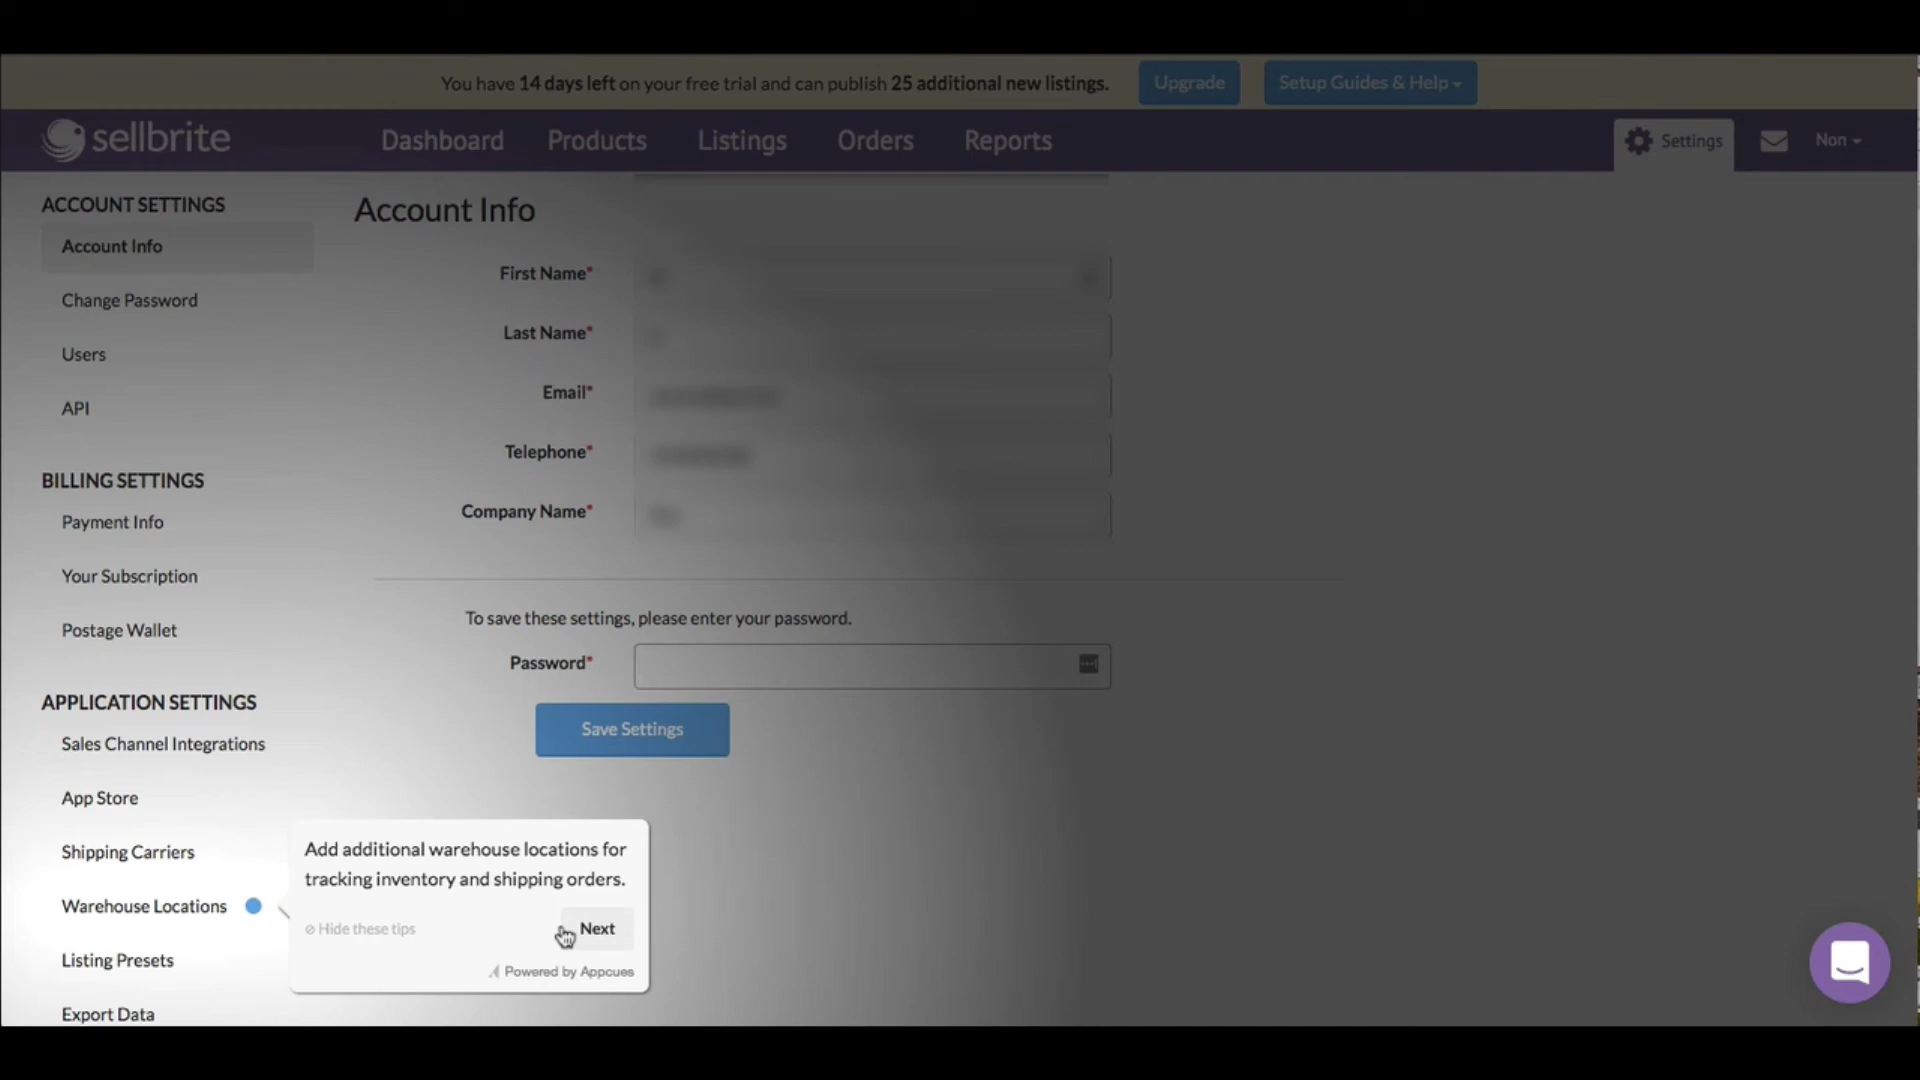 You have 14 days left on your free trial and can publish 25 additional new listings.
Upgrade
Setup Guides & Help
sellbrite
Dashboard
Products
Listings
Orders
Reports
Settings
Non
ACCOUNT SETTINGS
Account Info
Change Password
Users
API
BILLING SETTINGS
Payment Info
Your Subscription
Postage Wallet
APPLICATION SETTINGS
Sales Channel Integrations
App Store
Shipping Carriers
Warehouse Locations
Listing Presets
Export Data
Account Info
First Name*
Last Name*
Email*
Telephone*
Company Name*
To save these settings, please enter your password.
Password*
Save Settings
Add additional warehouse locations for
tracking inventory and shipping orders.
Hide these tips
Next
Powered by Appcues